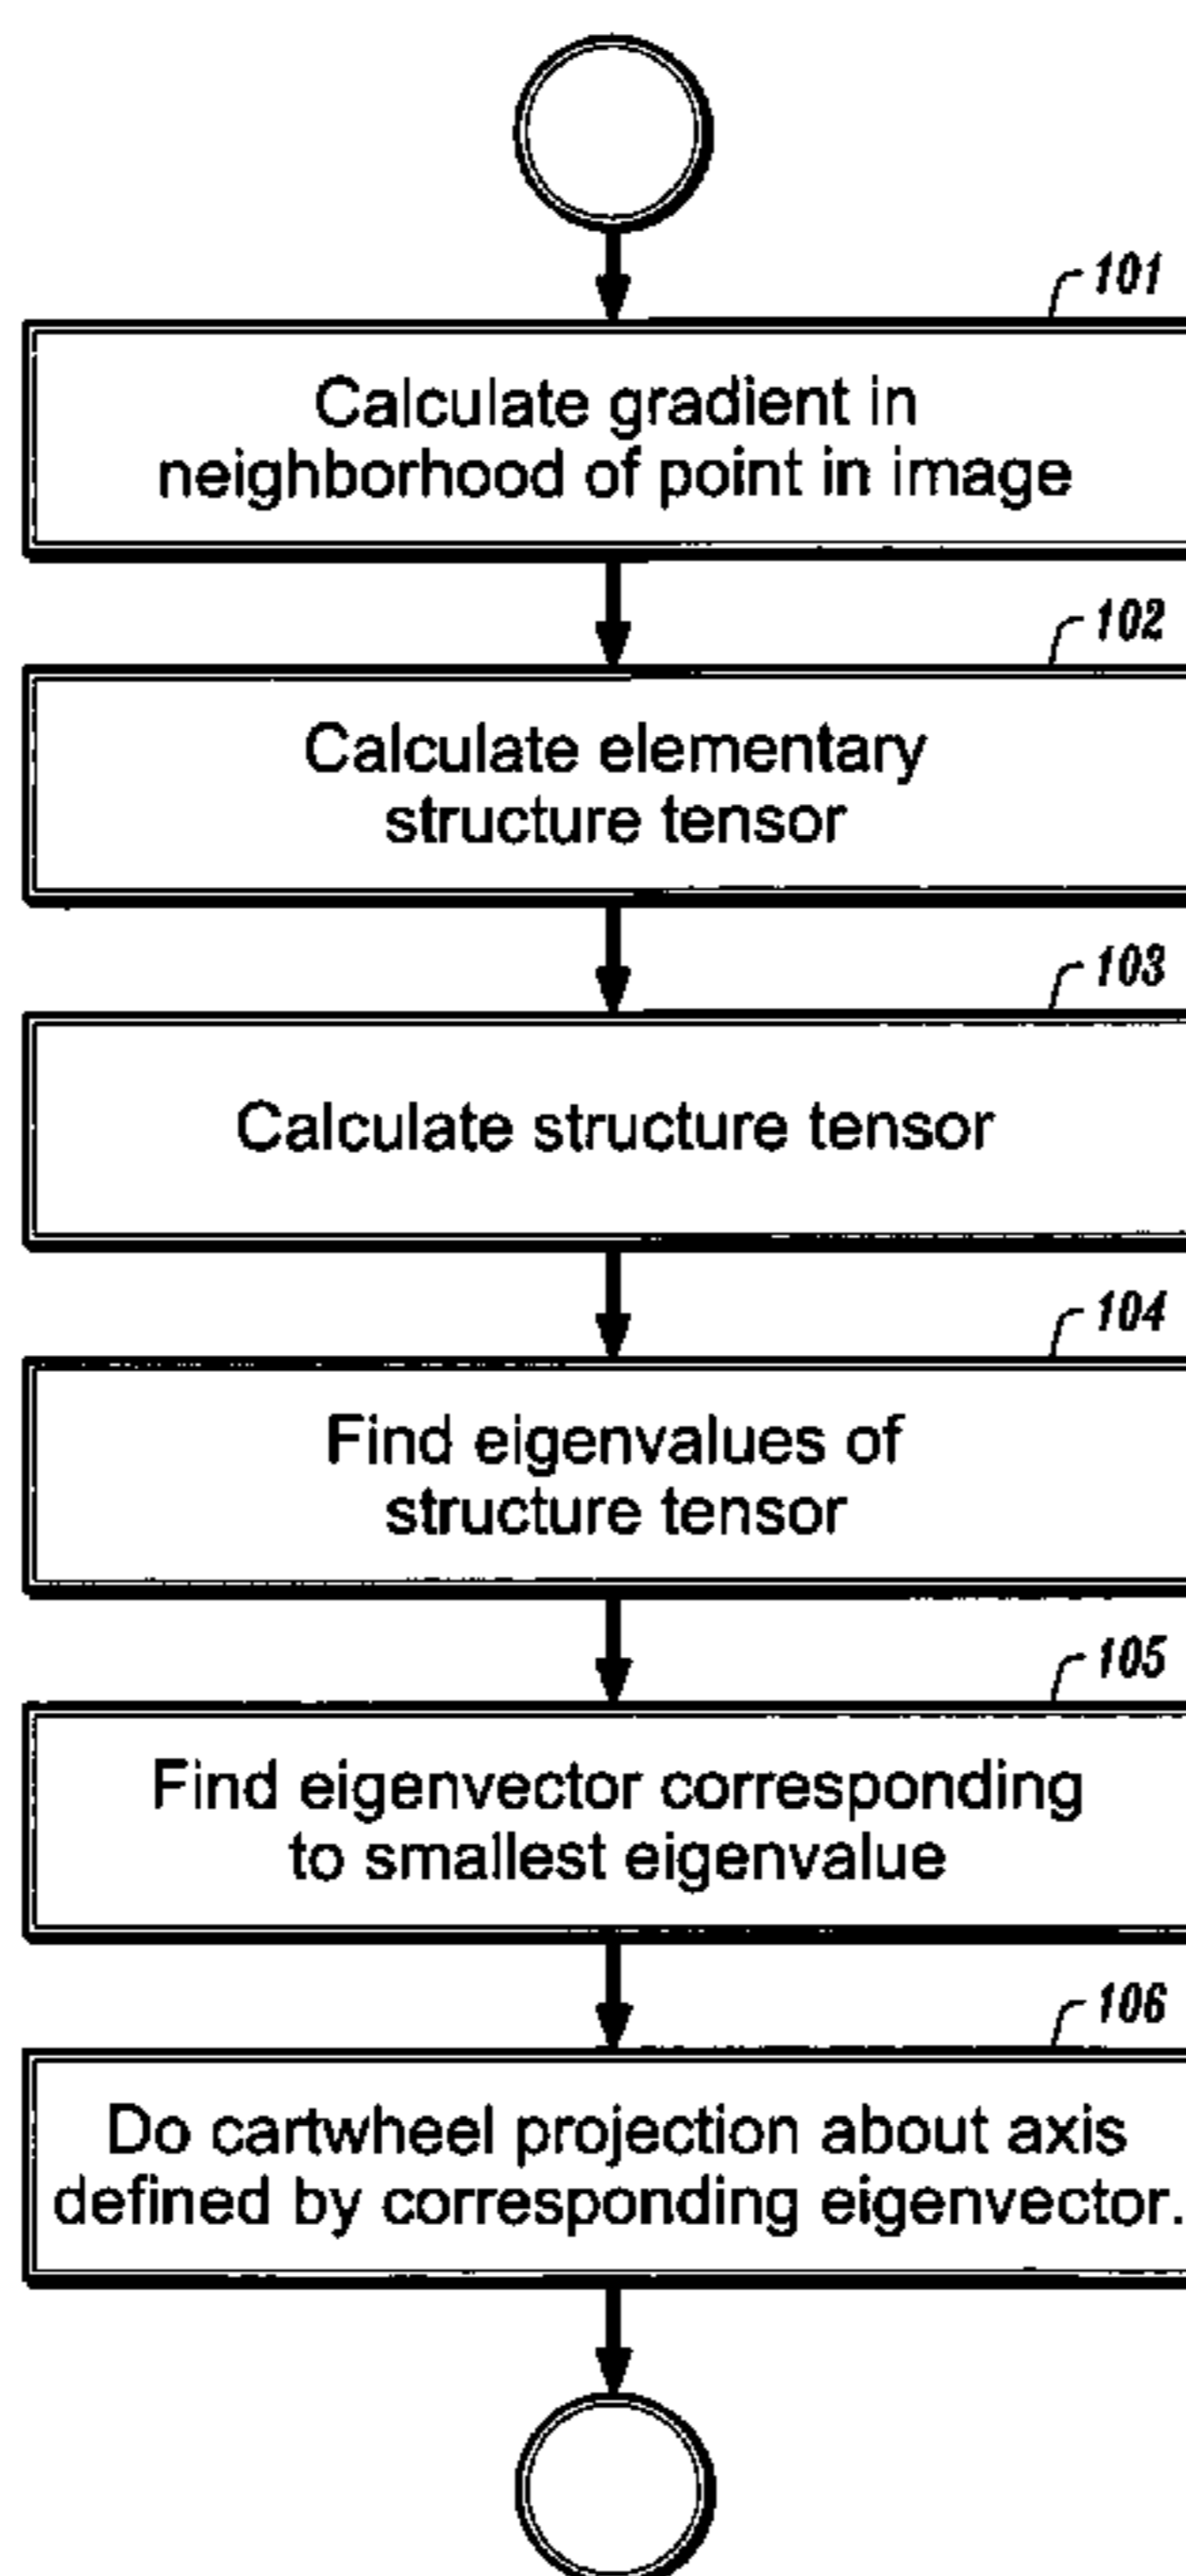 101
Calculate gradient in
neighborhood of point in image
102
Calculate elementary
structure tensor
103
Calculate structure tensor
104
Find eigenvalues of
structure tensor
105
Find eigenvector corresponding
to smallest eigenvalue
106
Do cartwheel projection about axis
defined by corresponding eigenvector.